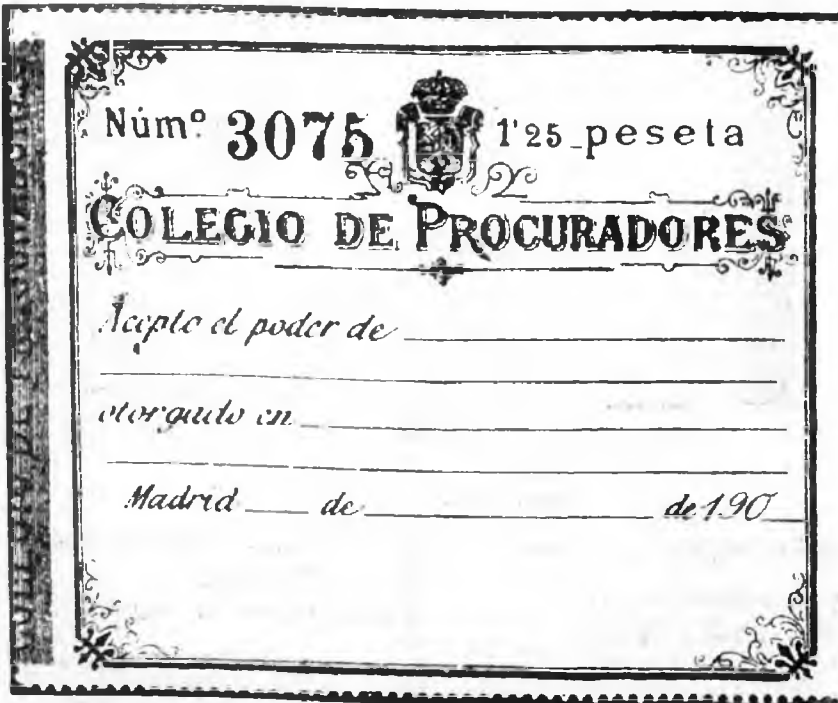 Núm.º 3075 1'25 peseta
COLEGIO DE PROCURADORES
Acepto el poder de
otorgado en
Madrid de de 190